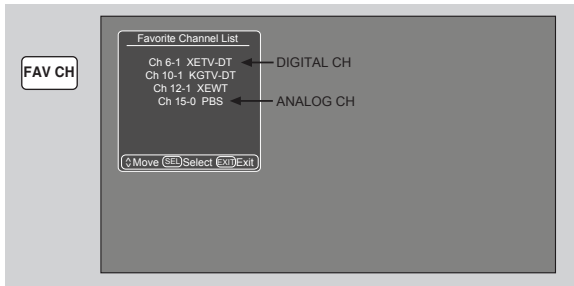 FAV CH
Favorite Channel List
Ch 6-1 XETV-DT
DIGITAL CH
Ch 10-1 KGTV-DT
Ch 12-1 XEWT
Ch 15-0 PBS
ANALOG CH
Move SEL Select EXIT Exit